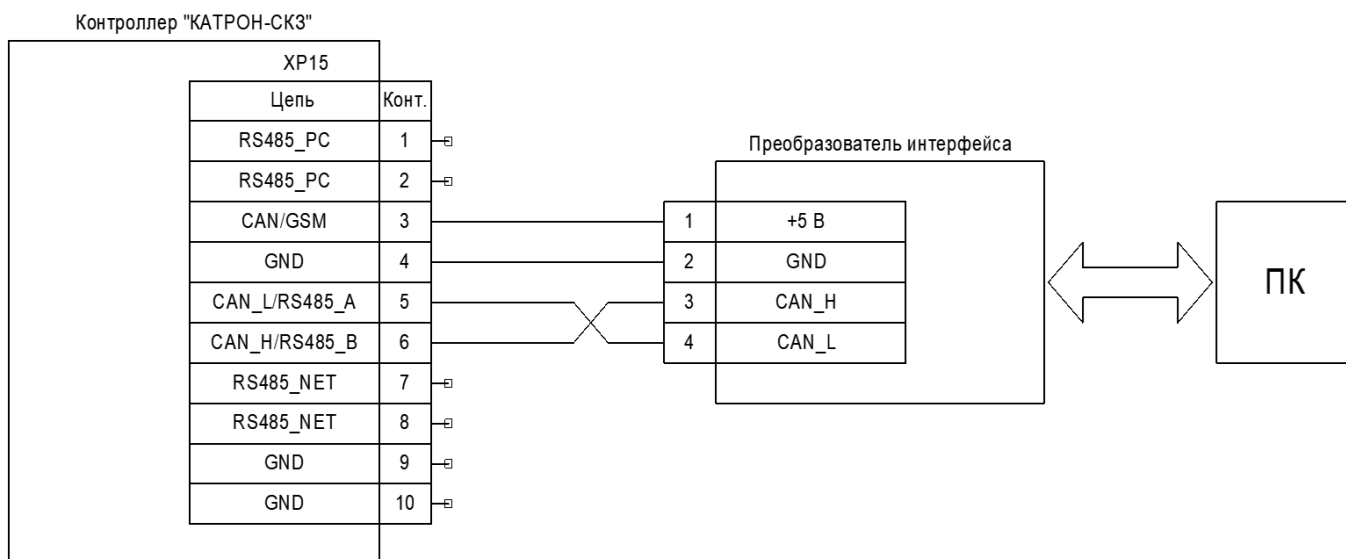 Контроллер "КАТРОН-СКЗ"
XP15
Цепь Конт.
RS485_PC 1
RS485_PC 2
CAN/GSM 3
GND 4
CAN_L/RS485_A 5
CAN_H/RS485_B 6
RS485_NET 7
RS485_NET 8
GND 9
GND 10
Преобразователь интерфейса
1 +5 В
2 GND
3 CAN_H
4 CAN_L
ПК